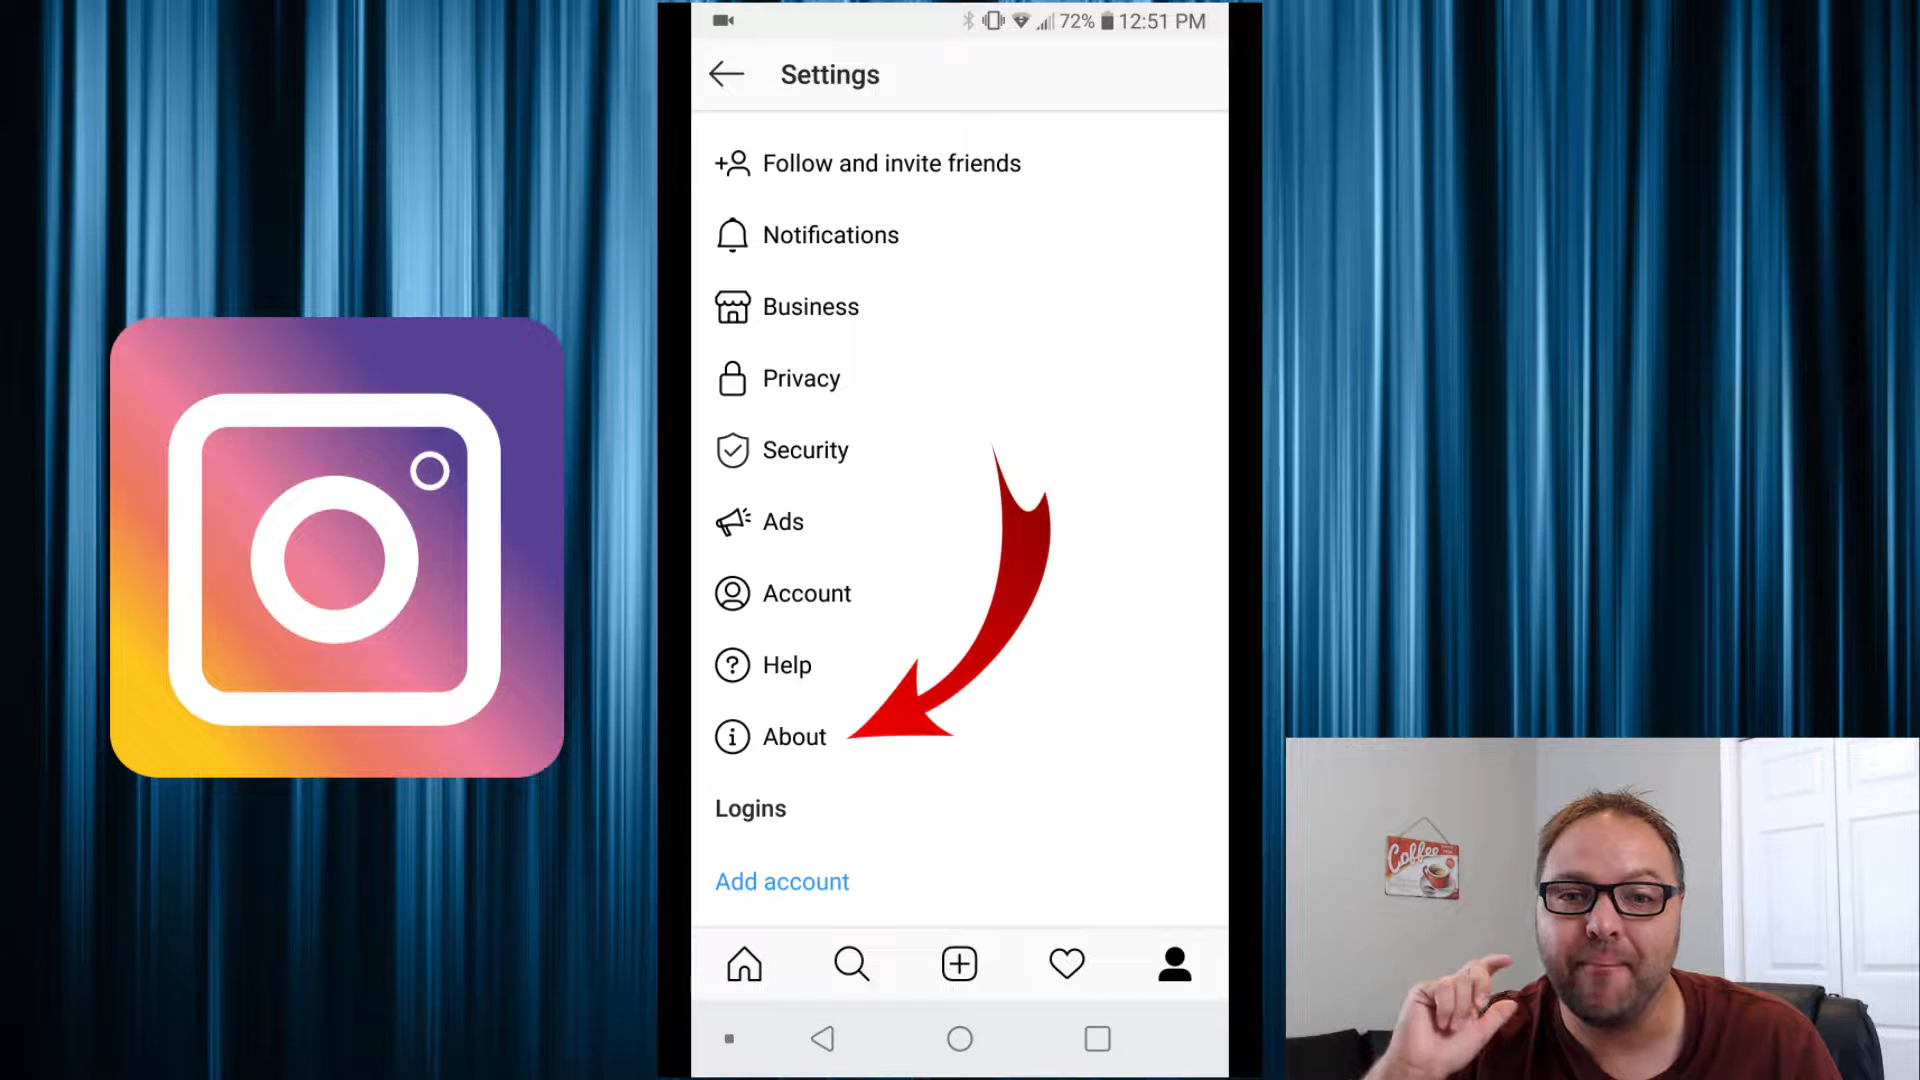 72% 12:51 PM
Settings
Follow and invite friends
Notifications
Business
Privacy
Security
Ads
Account
Help
About
Logins
Add account
Coffee